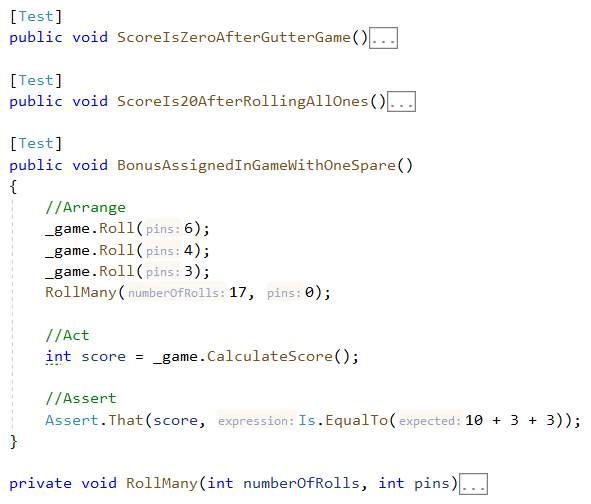 [Test]
public void ScoreIsZeroAfterGutterGame()...
[Test]
public void ScoreIs20AfterRollingAllOnes()...
[Test]
public void BonusAssignedInGameWithOneSpare()
{
//Arrange
_game.Roll(pins:6);
_game.Roll(pins:4);
_game.Roll(pins:3);
RollMany(numberOfRolls:17, pins:0);
//Act
int score = _game.CalculateScore();
//Assert
Assert.That(score, expression:Is.EqualTo(expected:10 + 3 + 3));
}
private void RollMany(int numberOfRolls, int pins)...